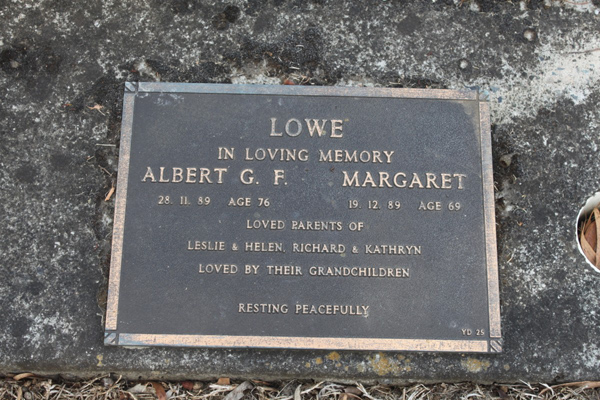 LOWE
IN LOVING MEMORY
ALBERT G. F. MARGARET
28. 11. 89 AGE 76 19. 12. 89 AGE 69
LOVED PARENTS OF
LESLIE & HELEN, RICHARD & KATHRYN
LOVED BY THEIR GRANDCHILDREN
RESTING PEACEFULLY
YD 25